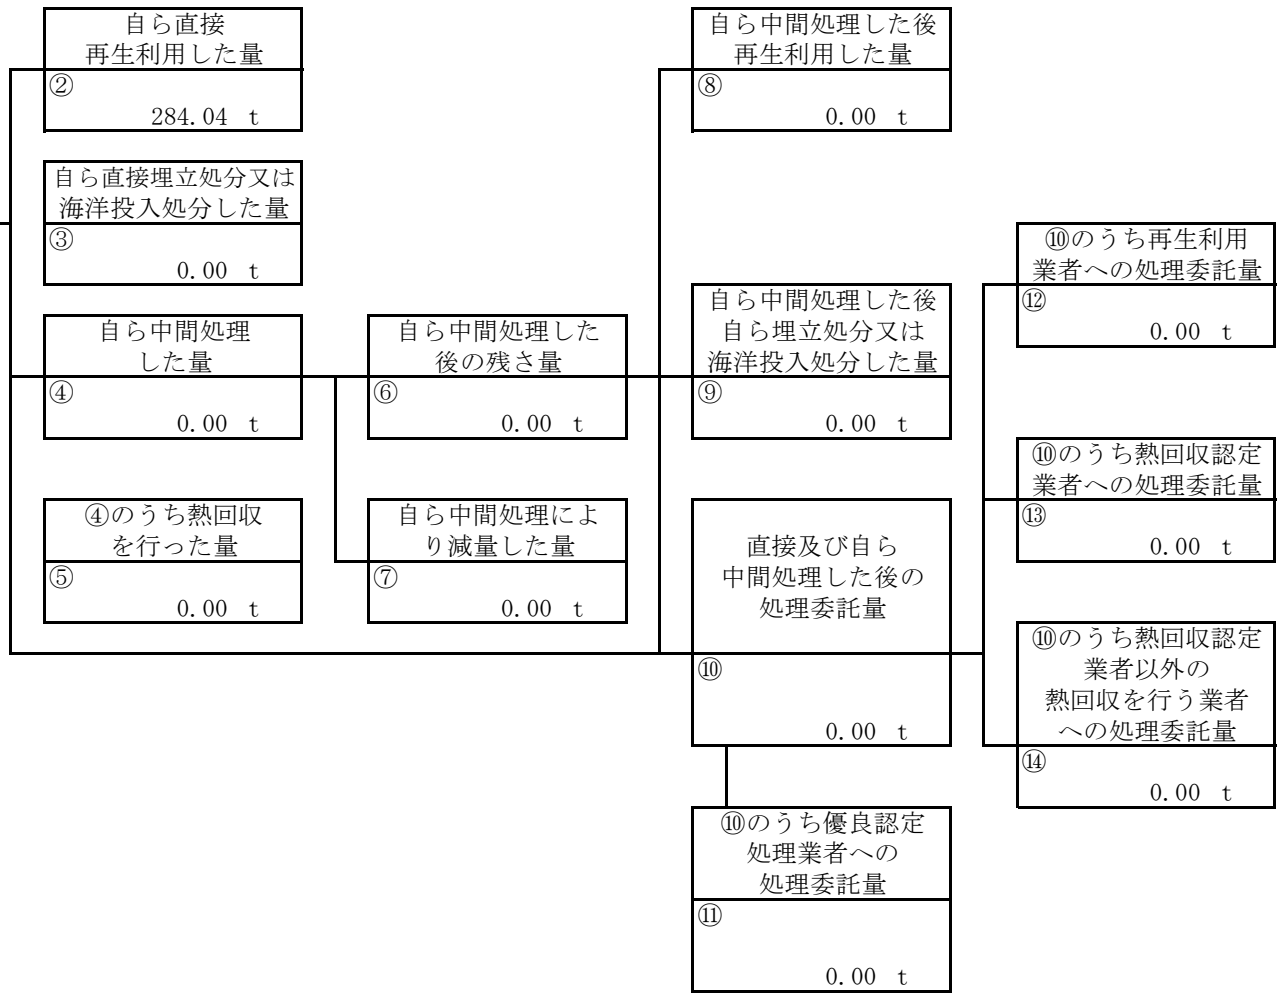 自ら直接
再生利用した量
②
284.04 t
自ら直接埋立処分又は
海洋投入処分した量
③
0.00 t
自ら中間処理
した量
④
0.00 t
④のうち熱回収
を行った量
⑤
0.00 t
自ら中間処理した
後の残さ量
⑥
0.00 t
自ら中間処理によ
り減量した量
⑦
0.00 t
自ら中間処理した後
再生利用した量
⑧
0.00 t
自ら中間処理した後
自ら埋立処分又は
海洋投入処分した量
⑨
0.00 t
直接及び自ら
中間処理した後の
処理委託量
⑩
0.00 t
⑩のうち優良認定
処理業者への
処理委託量
⑪
0.00 t
⑩のうち再生利用
業者への処理委託量
⑫
0.00 t
⑩のうち熱回収認定
業者への処理委託量
⑬
0.00 t
⑩のうち熱回収認定
業者以外の
熱回収を行う業者
への処理委託量
⑭
0.00 t